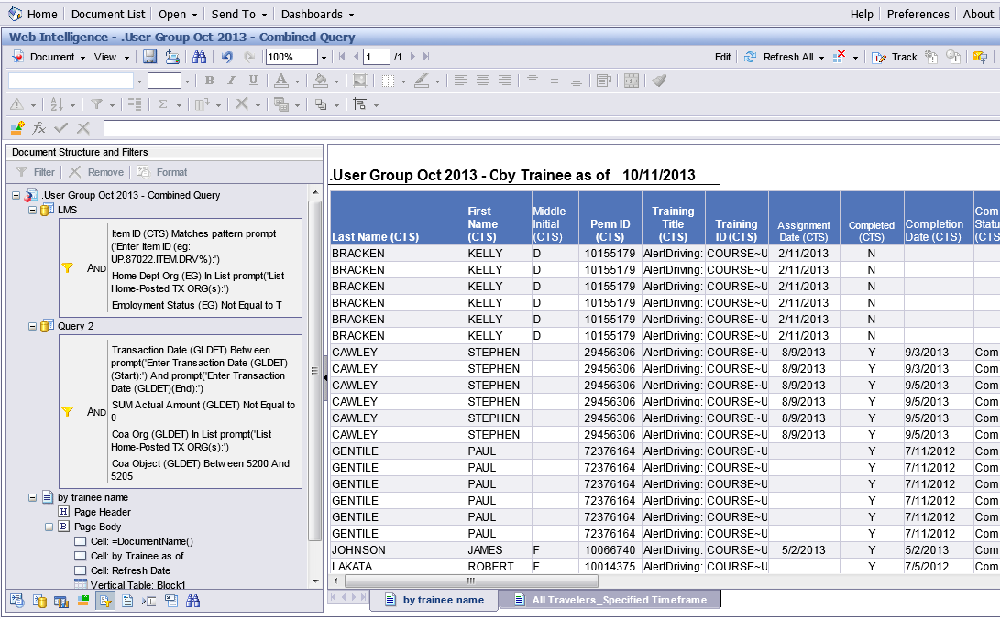 Home Document List Open Send To Dashboards Help Preferences About
Web Intelligence - .User Group Oct 2013 - Combined Query
Document View 100% 1 /1 Edit Refresh All Track
B I U A
Document Structure and Filters
Filter Remove Format
.User Group Oct 2013 - Combined Query
LMS
AND
Item ID (CTS) Matches pattern prompt
('Enter Item ID (eg:
UP.87022.ITEM.DRV%):')
Home Dept Org (EG) In List prompt('List
Home-Posted TX ORG(s):')
Employment Status (EG) Not Equal to T
Query 2
AND
Transaction Date (GLDET) Between
prompt('Enter Transaction Date (GLDET)
(Start):') And prompt('Enter Transaction
Date (GLDET)(End):')
SUM Actual Amount (GLDET) Not Equal to
0
Coa Org (GLDET) In List prompt('List
Home-Posted TX ORG(s):')
Coa Object (GLDET) Between 5200 And
5205
by trainee name
H Page Header
B Page Body
Cell: =DocumentName()
Cell: by Trainee as of
Cell: Refresh Date
Vertical Table: Block1
.User Group Oct 2013 - Cby Trainee as of 10/11/2013
Last Name (CTS) First Name (CTS) Middle Initial (CTS) Penn ID (CTS) Training Title (CTS) Training ID (CTS) Assignment Date (CTS) Completed (CTS) Completion Date (CTS) Com Statu (CTS
BRACKEN KELLY D 10155179 AlertDriving: COURSE~U 2/11/2013 N
BRACKEN KELLY D 10155179 AlertDriving: COURSE~U 2/11/2013 N
BRACKEN KELLY D 10155179 AlertDriving: COURSE~U 2/11/2013 N
BRACKEN KELLY D 10155179 AlertDriving: COURSE~U 2/11/2013 N
BRACKEN KELLY D 10155179 AlertDriving: COURSE~U 2/11/2013 N
BRACKEN KELLY D 10155179 AlertDriving: COURSE~U 2/11/2013 N
CAWLEY STEPHEN 29456306 AlertDriving: COURSE~U 8/9/2013 Y 9/3/2013 Com
CAWLEY STEPHEN 29456306 AlertDriving: COURSE~U 8/9/2013 Y 9/3/2013 Com
CAWLEY STEPHEN 29456306 AlertDriving: COURSE~U 8/9/2013 Y 9/5/2013 Com
CAWLEY STEPHEN 29456306 AlertDriving: COURSE~U 8/9/2013 Y 9/5/2013 Com
CAWLEY STEPHEN 29456306 AlertDriving: COURSE~U 8/9/2013 Y 9/5/2013 Com
CAWLEY STEPHEN 29456306 AlertDriving: COURSE~U 8/9/2013 Y 9/5/2013 Com
GENTILE PAUL 72376164 AlertDriving: COURSE~U Y 7/11/2012 Com
GENTILE PAUL 72376164 AlertDriving: COURSE~U Y 7/11/2012 Com
GENTILE PAUL 72376164 AlertDriving: COURSE~U Y 7/11/2012 Com
GENTILE PAUL 72376164 AlertDriving: COURSE~U Y 7/11/2012 Com
GENTILE PAUL 72376164 AlertDriving: COURSE~U Y 7/11/2012 Com
GENTILE PAUL 72376164 AlertDriving: COURSE~U Y 7/11/2012 Com
JOHNSON JAMES F 10066740 AlertDriving: COURSE~U 5/2/2013 Y 5/2/2013 Com
LAKATA ROBERT F 10014375 AlertDriving: COURSE~U Y 7/5/2012 Com
by trainee name All Travelers_Specified Timeframe